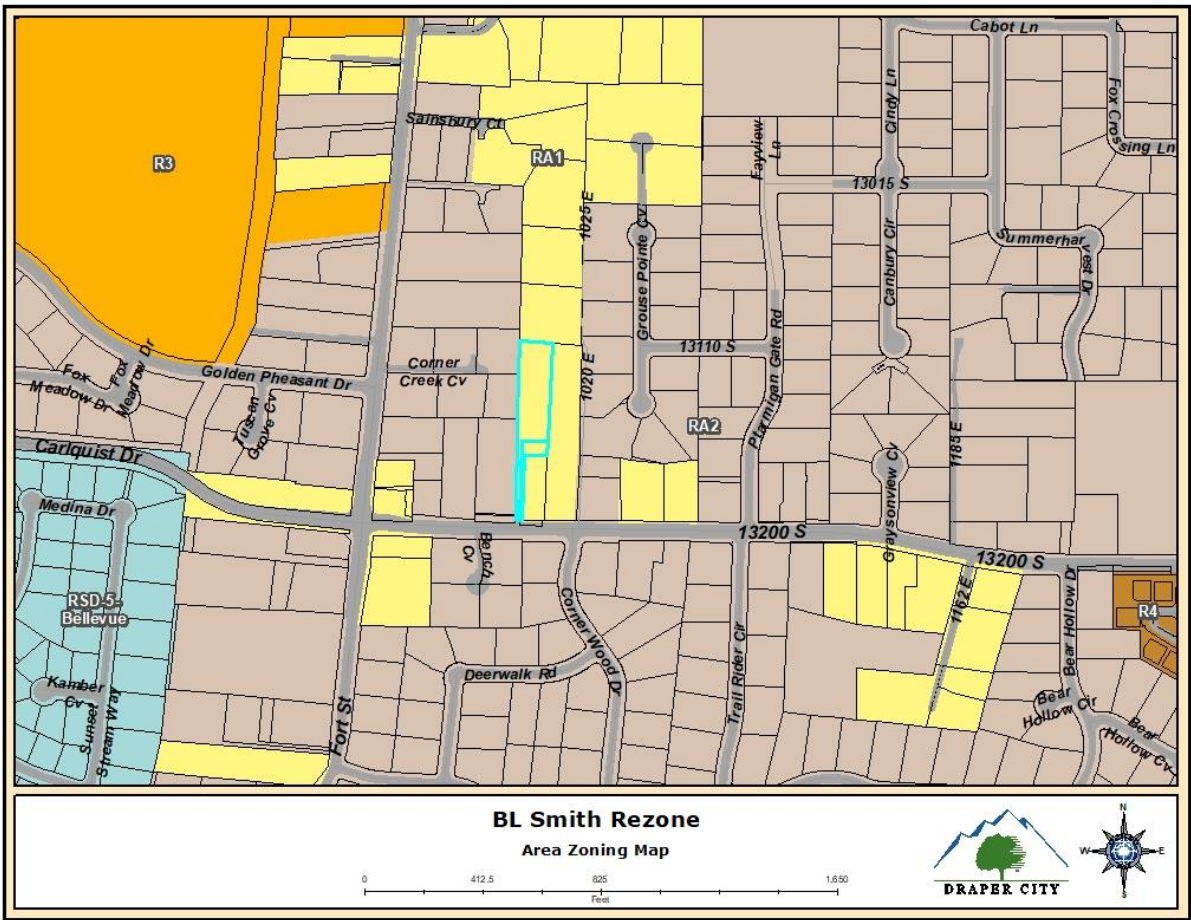 Cabot Ln
Cindy Ln
Fox Crossing Ln
Sainsbury Ct
Fayview
Ln
R3
RA1
13015 S
1025 E
Grouse Pointe Cv
Canbury Cir
Summerharvest Dr
13110 S
Ptarmigan Gate Rd
Corner
Creek Cv
1020 E
Golden Pheasant Dr
Fox
Meadow Dr
Fox
Meadow Dr
Tuscan
Grove Cv
RA2
1185 E
Graysonview Cv
Carlquist Dr
Medina Dr
13200 S
13200 S
Bench
Cv
RSD-5-
Bellevue
Corner Wood Dr
1162 E
Bear Hollow Dr
R4
Deerwalk Rd
Trail Rider Cir
Kamber
Cv
Sunset
Stream Way
Fort St
Bear
Hollow Cir
Bear
Hollow Cv
BL Smith Rezone
Area Zoning Map
0 412.5 825 1,650
Feet
DRAPER CITY
N
W E
S